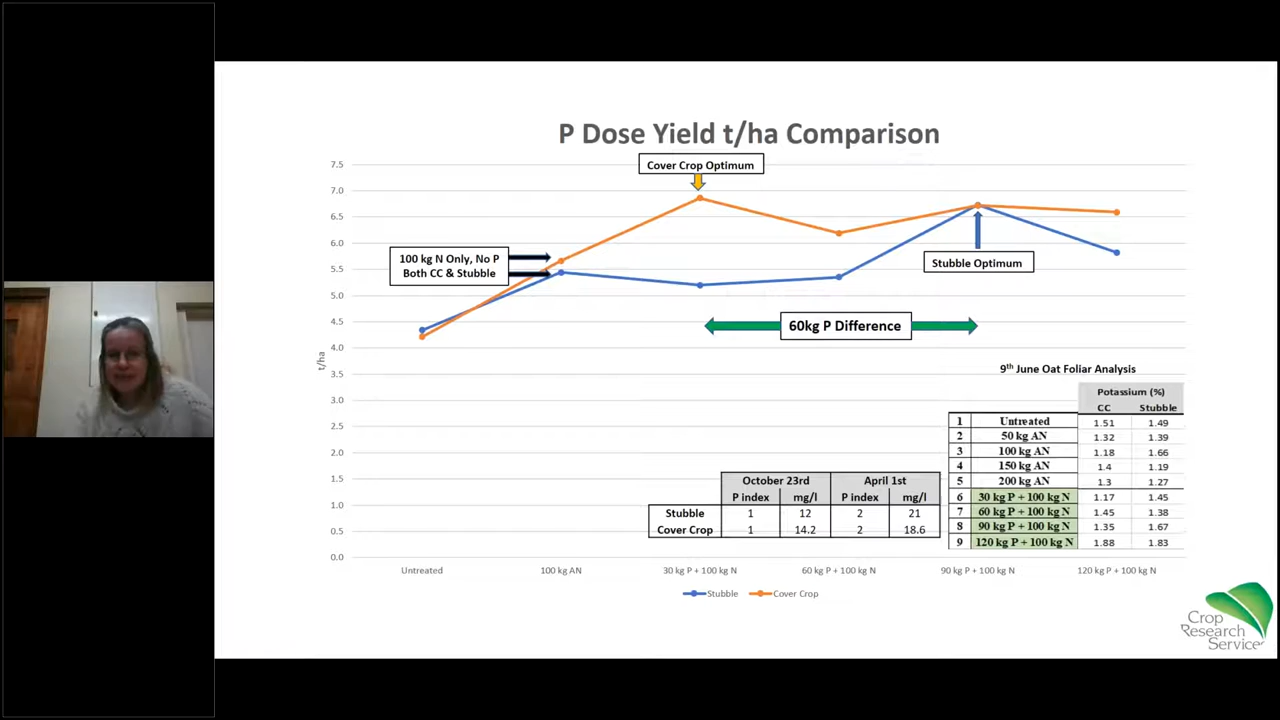 P Dose Yield t/ha Comparison
7.5
7.0
6.5
6.0
5.5
5.0
4.5
4.0
3.5
3.0
2.5
2.0
1.5
1.0
0.5
0.0
t/ha
Cover Crop Optimum
100 kg N Only, No P
Both CC & Stubble
Stubble Optimum
60kg P Difference
9th June Oat Foliar Analysis
Potassium (%)
CC Stubble
1 Untreated 1.51 1.49
2 50 kg AN 1.32 1.39
3 100 kg AN 1.18 1.66
4 150 kg AN 1.4 1.19
5 200 kg AN 1.3 1.27
6 30 kg P + 100 kg N 1.17 1.45
7 60 kg P + 100 kg N 1.45 1.38
8 90 kg P + 100 kg N 1.35 1.67
9 120 kg P + 100 kg N 1.88 1.83
October 23rd April 1st
P index mg/l P index mg/l
Stubble 1 12 2 21
Cover Crop 1 14.2 2 18.6
Untreated 100 kg AN 30 kg P + 100 kg N 60 kg P + 100 kg N 90 kg P + 100 kg N 120 kg P + 100 kg N
Stubble Cover Crop
Crop
Research
Services